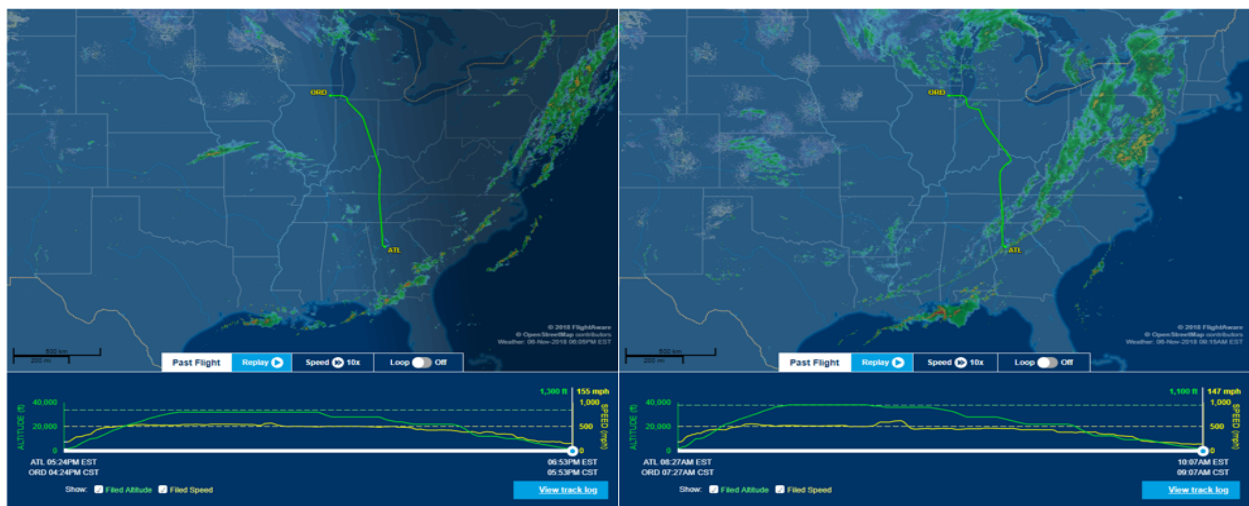 ORD
ATL
© 2018 FlightAware
© OpenStreetMap contributors
Weather: 06-Nov-2018 06:05PM EST
500 km
200 mi
Past Flight Replay Speed 10x Loop Off
1,300 ft 155 mph
40,000 1,000
20,000 500
0 0
ALTITUDE (ft)
SPEED (mph)
ATL 05:24PM EST 06:53PM EST
ORD 04:24PM CST 05:53PM CST
Show: Filed Altitude Filed Speed View track log
ORD
ATL
© 2018 FlightAware
© OpenStreetMap contributors
Weather: 06-Nov-2018 09:15AM EST
500 km
200 mi
Past Flight Replay Speed 10x Loop Off
1,100 ft 147 mph
40,000 1,000
20,000 500
0 0
ALTITUDE (ft)
SPEED (mph)
ATL 08:27AM EST 10:07AM EST
ORD 07:27AM CST 09:07AM CST
Show: Filed Altitude Filed Speed View track log